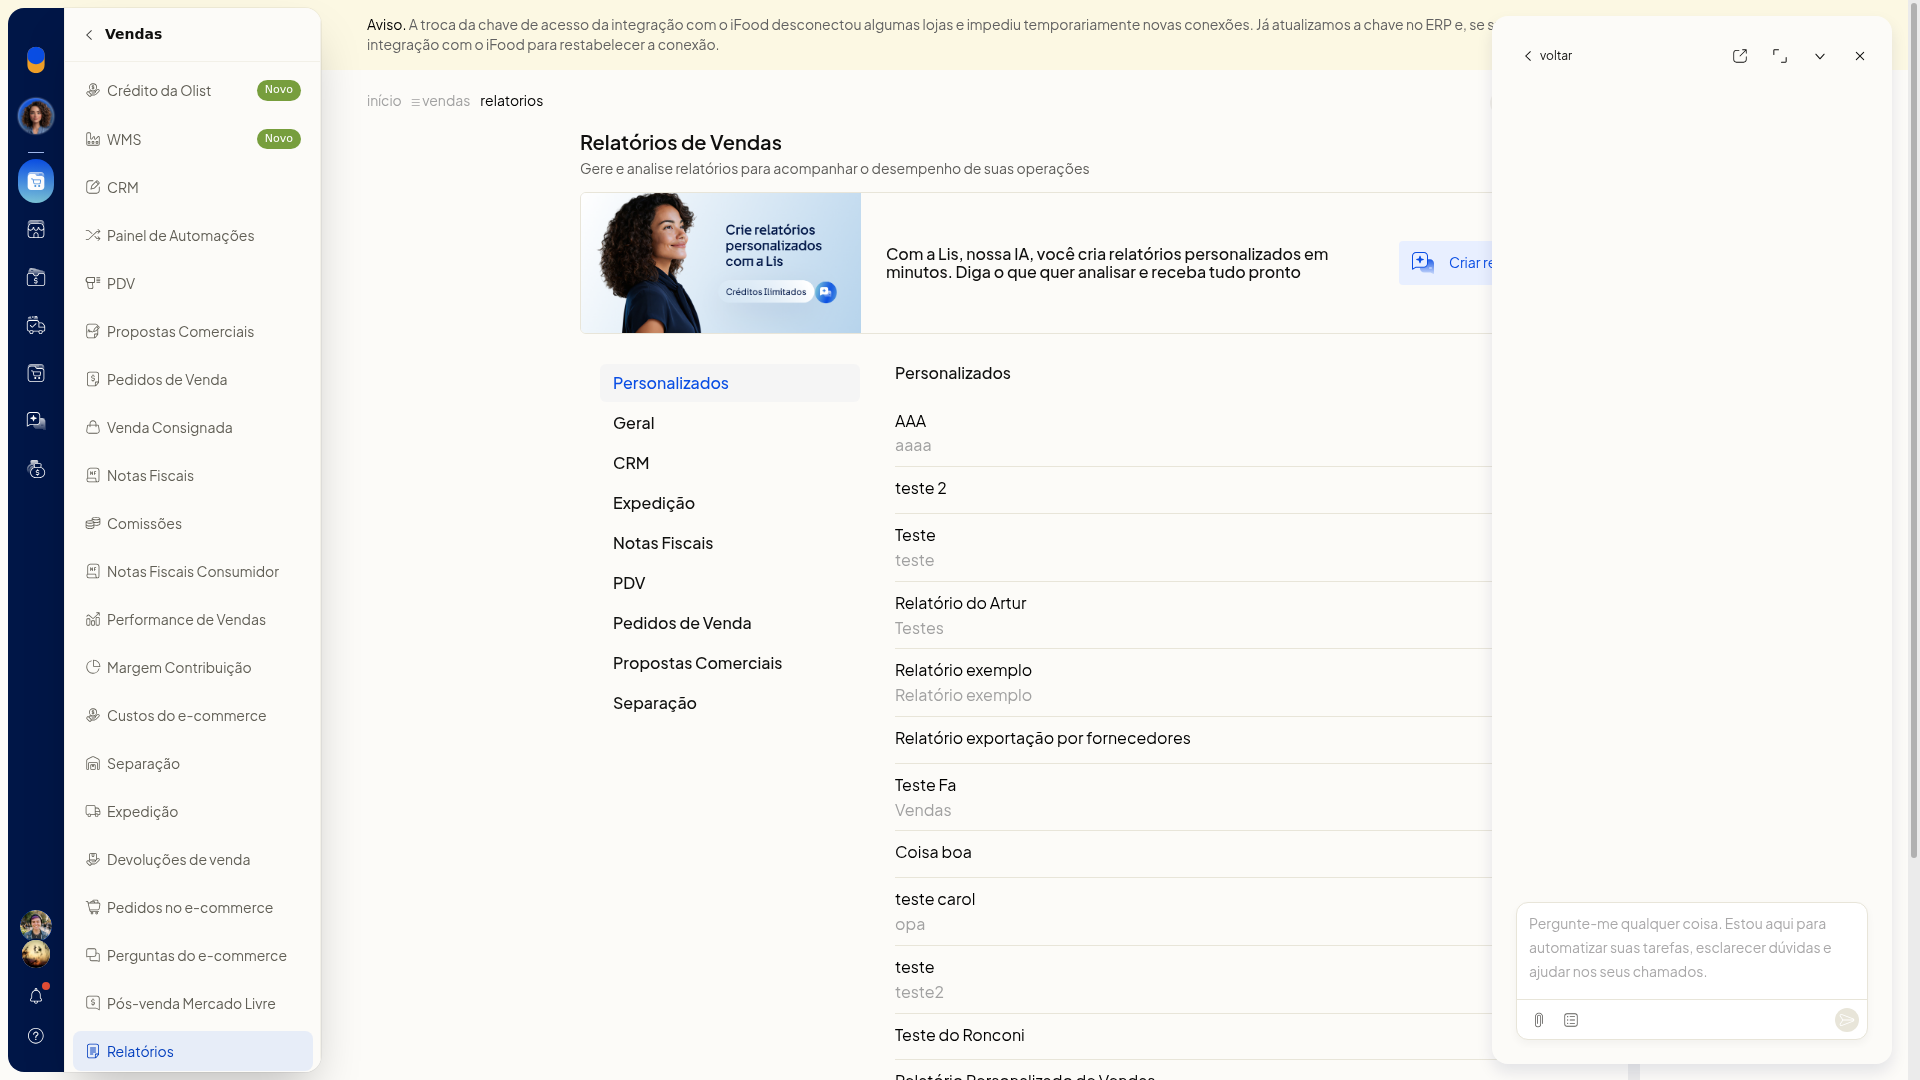 Vendas
Crédito da Olist
Novo
WMS
Novo
CRM
Painel de Automações
PDV
Propostas Comerciais
Pedidos de Venda
Venda Consignada
Notas Fiscais
Comissões
Notas Fiscais Consumidor
Performance de Vendas
Margem Contribuição
Custos do e-commerce
Separação
Expedição
Devoluções de venda
Pedidos no e-commerce
Perguntas do e-commerce
Pós-venda Mercado Livre
Relatórios
Aviso. A troca da chave de acesso da integração com o iFood desconectou algumas lojas e impediu temporariamente novas conexões. Já atualizamos a chave no ERP e, se s
integração com o iFood para restabelecer a conexão.
início vendas relatorios
Relatórios de Vendas
Gere e analise relatórios para acompanhar o desempenho de suas operações
Crie relatórios
personalizados
com a Lis
Créditos Ilimitados
Com a Lis, nossa IA, você cria relatórios personalizados em
minutos. Diga o que quer analisar e receba tudo pronto
Criar re
Personalizados
Geral
CRM
Expedição
Notas Fiscais
PDV
Pedidos de Venda
Propostas Comerciais
Separação
Personalizados
AAA
aaaa
teste 2
Teste
teste
Relatório do Artur
Testes
Relatório exemplo
Relatório exemplo
Relatório exportação por fornecedores
Teste Fa
Vendas
Coisa boa
teste carol
opa
teste
teste2
Teste do Ronconi
Relatório Personalizado de Vendas
voltar
Pergunte-me qualquer coisa. Estou aqui para
automatizar suas tarefas, esclarecer dúvidas e
ajudar nos seus chamados.